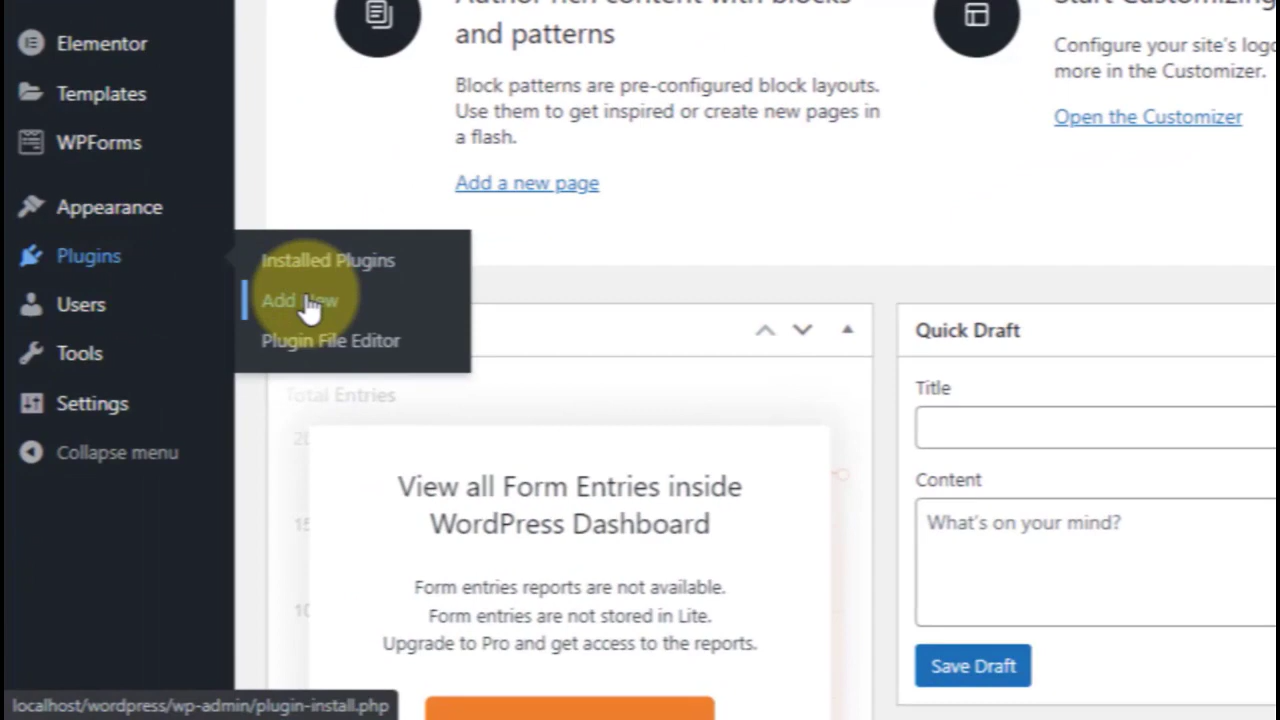 Elementor
Templates
WPForms
Appearance
Plugins
Users
Tools
Settings
Collapse menu
Installed Plugins
Add New
Plugin File Editor
and patterns
Block patterns are pre-configured block layouts.
Use them to get inspired or create new pages in
a flash.
Add a new page
Configure your site's logo
more in the Customizer.
Open the Customizer
Total Entries
View all Form Entries inside
WordPress Dashboard
Form entries reports are not available.
Form entries are not stored in Lite.
Upgrade to Pro and get access to the reports.
Quick Draft
Title
Content
What's on your mind?
Save Draft
localhost/wordpress/wp-admin/plugin-install.php